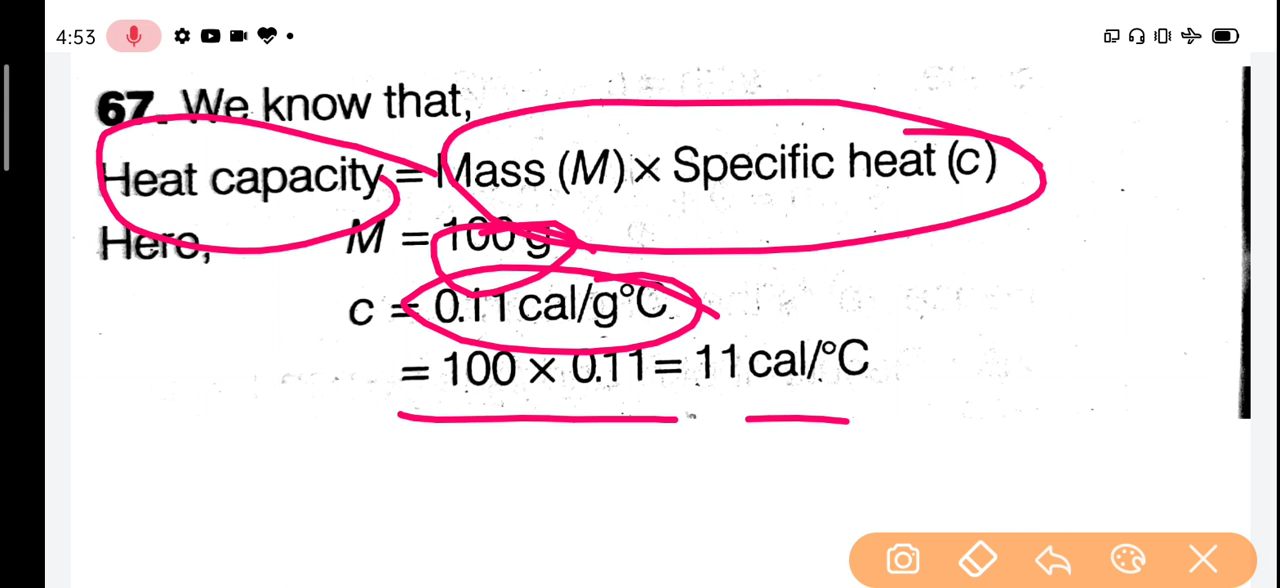 4:53
67. We know that,
Heat capacity = Mass (M) × Specific heat (c)
Here, M = 100 g
c = 0.11 cal/g°C
= 100 × 0.11 = 11 cal/°C